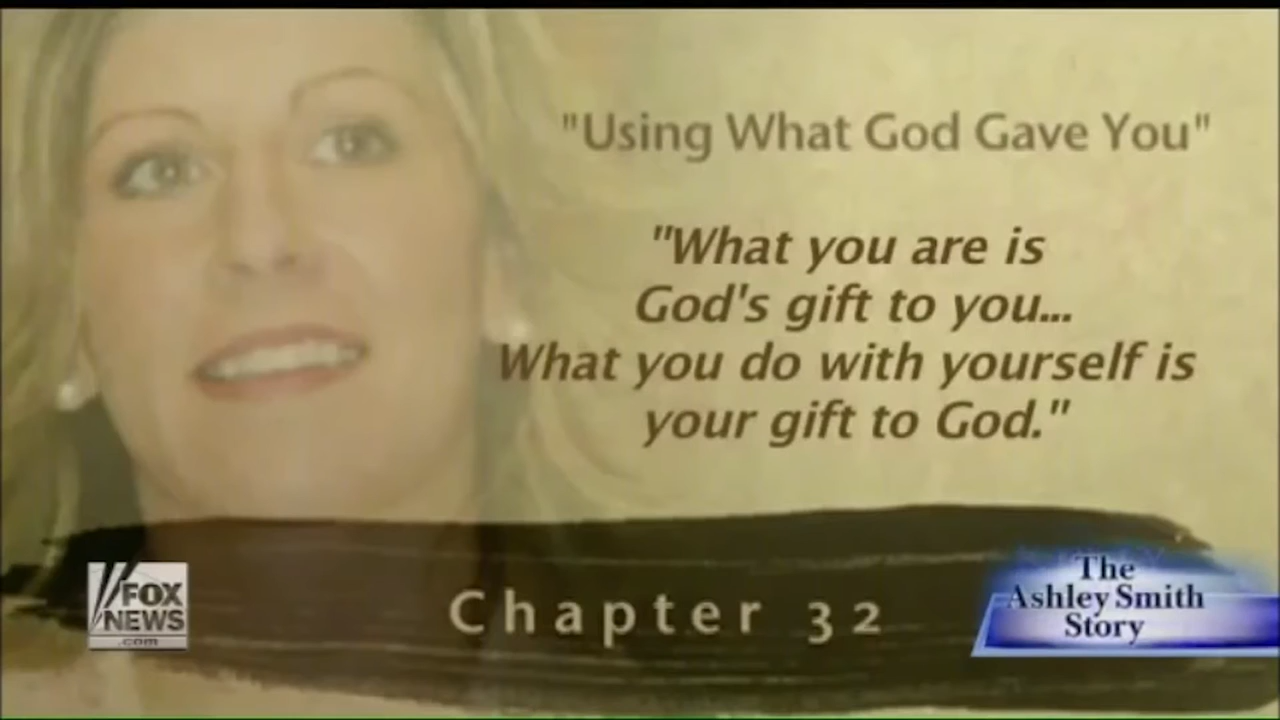 "Using What God Gave You"
"What you are is
God's gift to you...
What you do with yourself is
your gift to God."
Chapter 32
FOX
NEWS
.com
The
Ashley Smith
Story